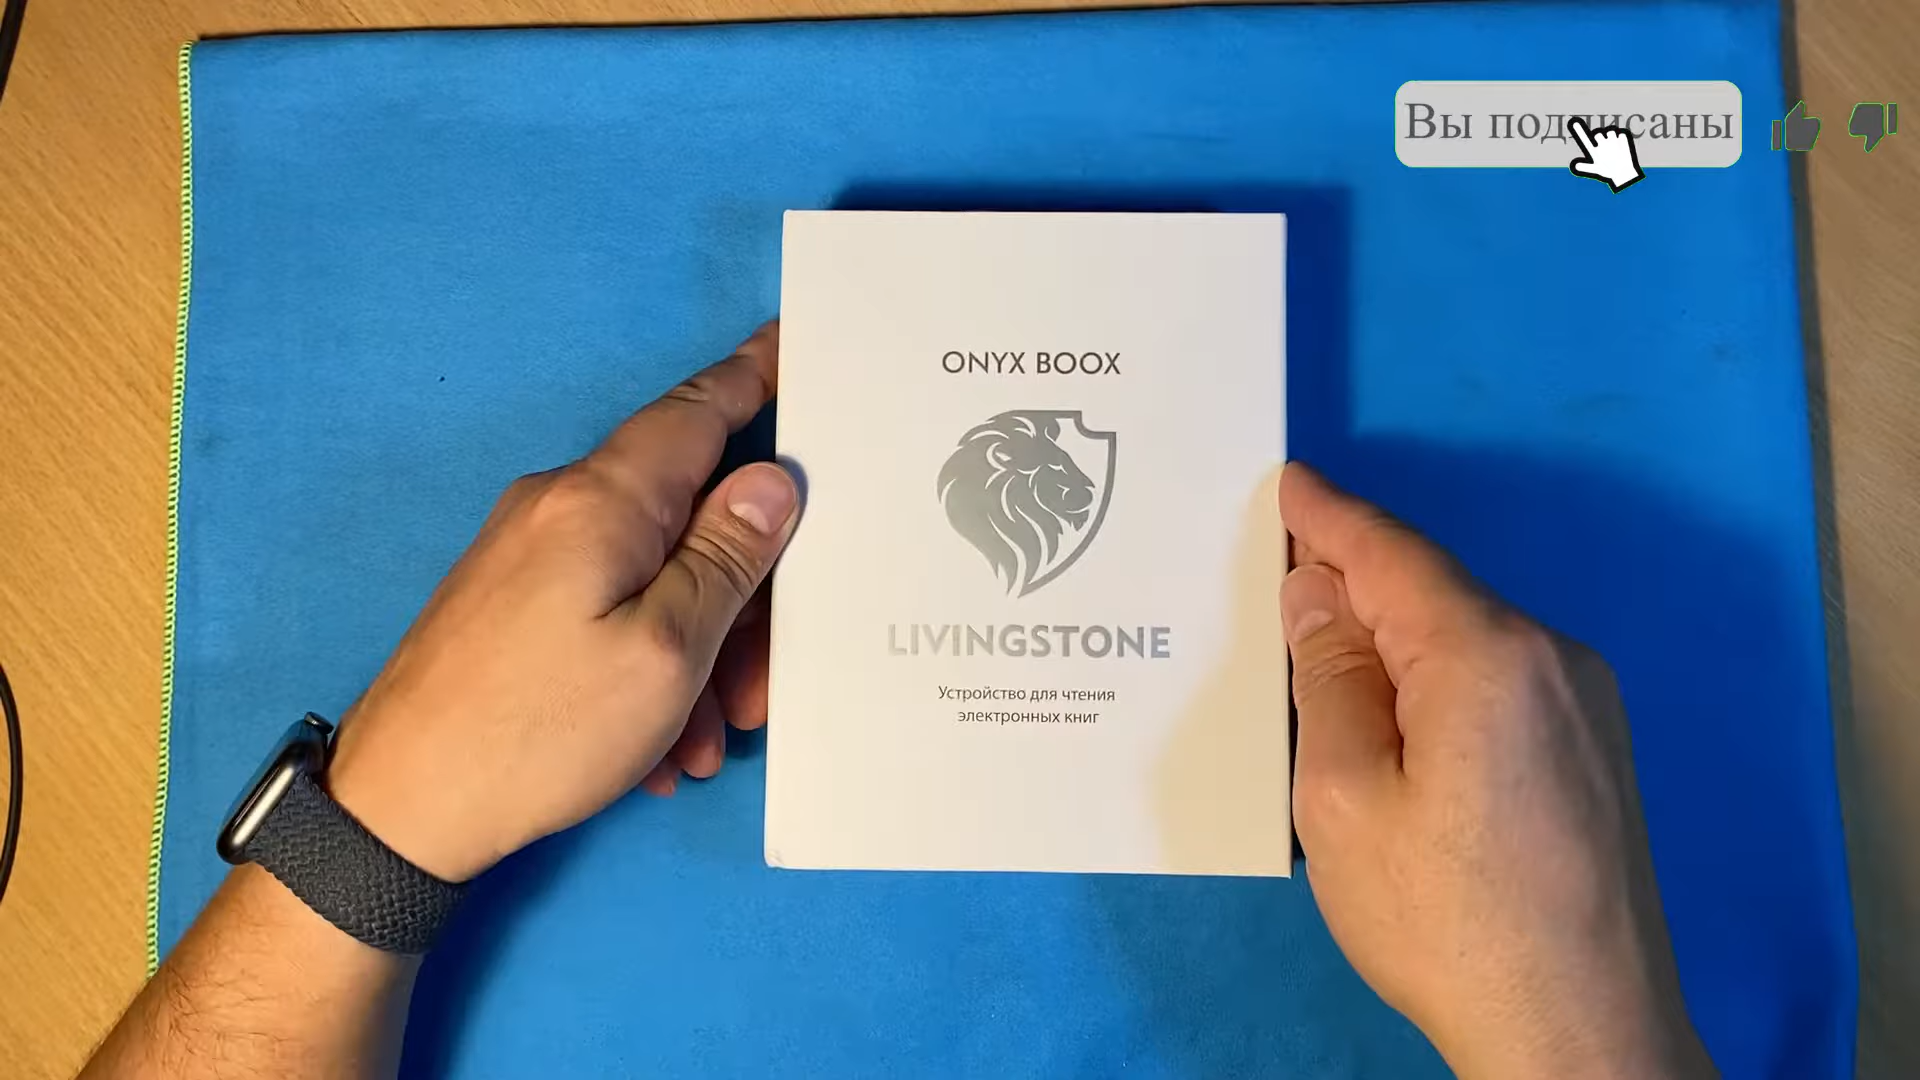 Вы подписаны
ONYX BOOX
LIVINGSTONE
Устройство для чтения
электронных книг